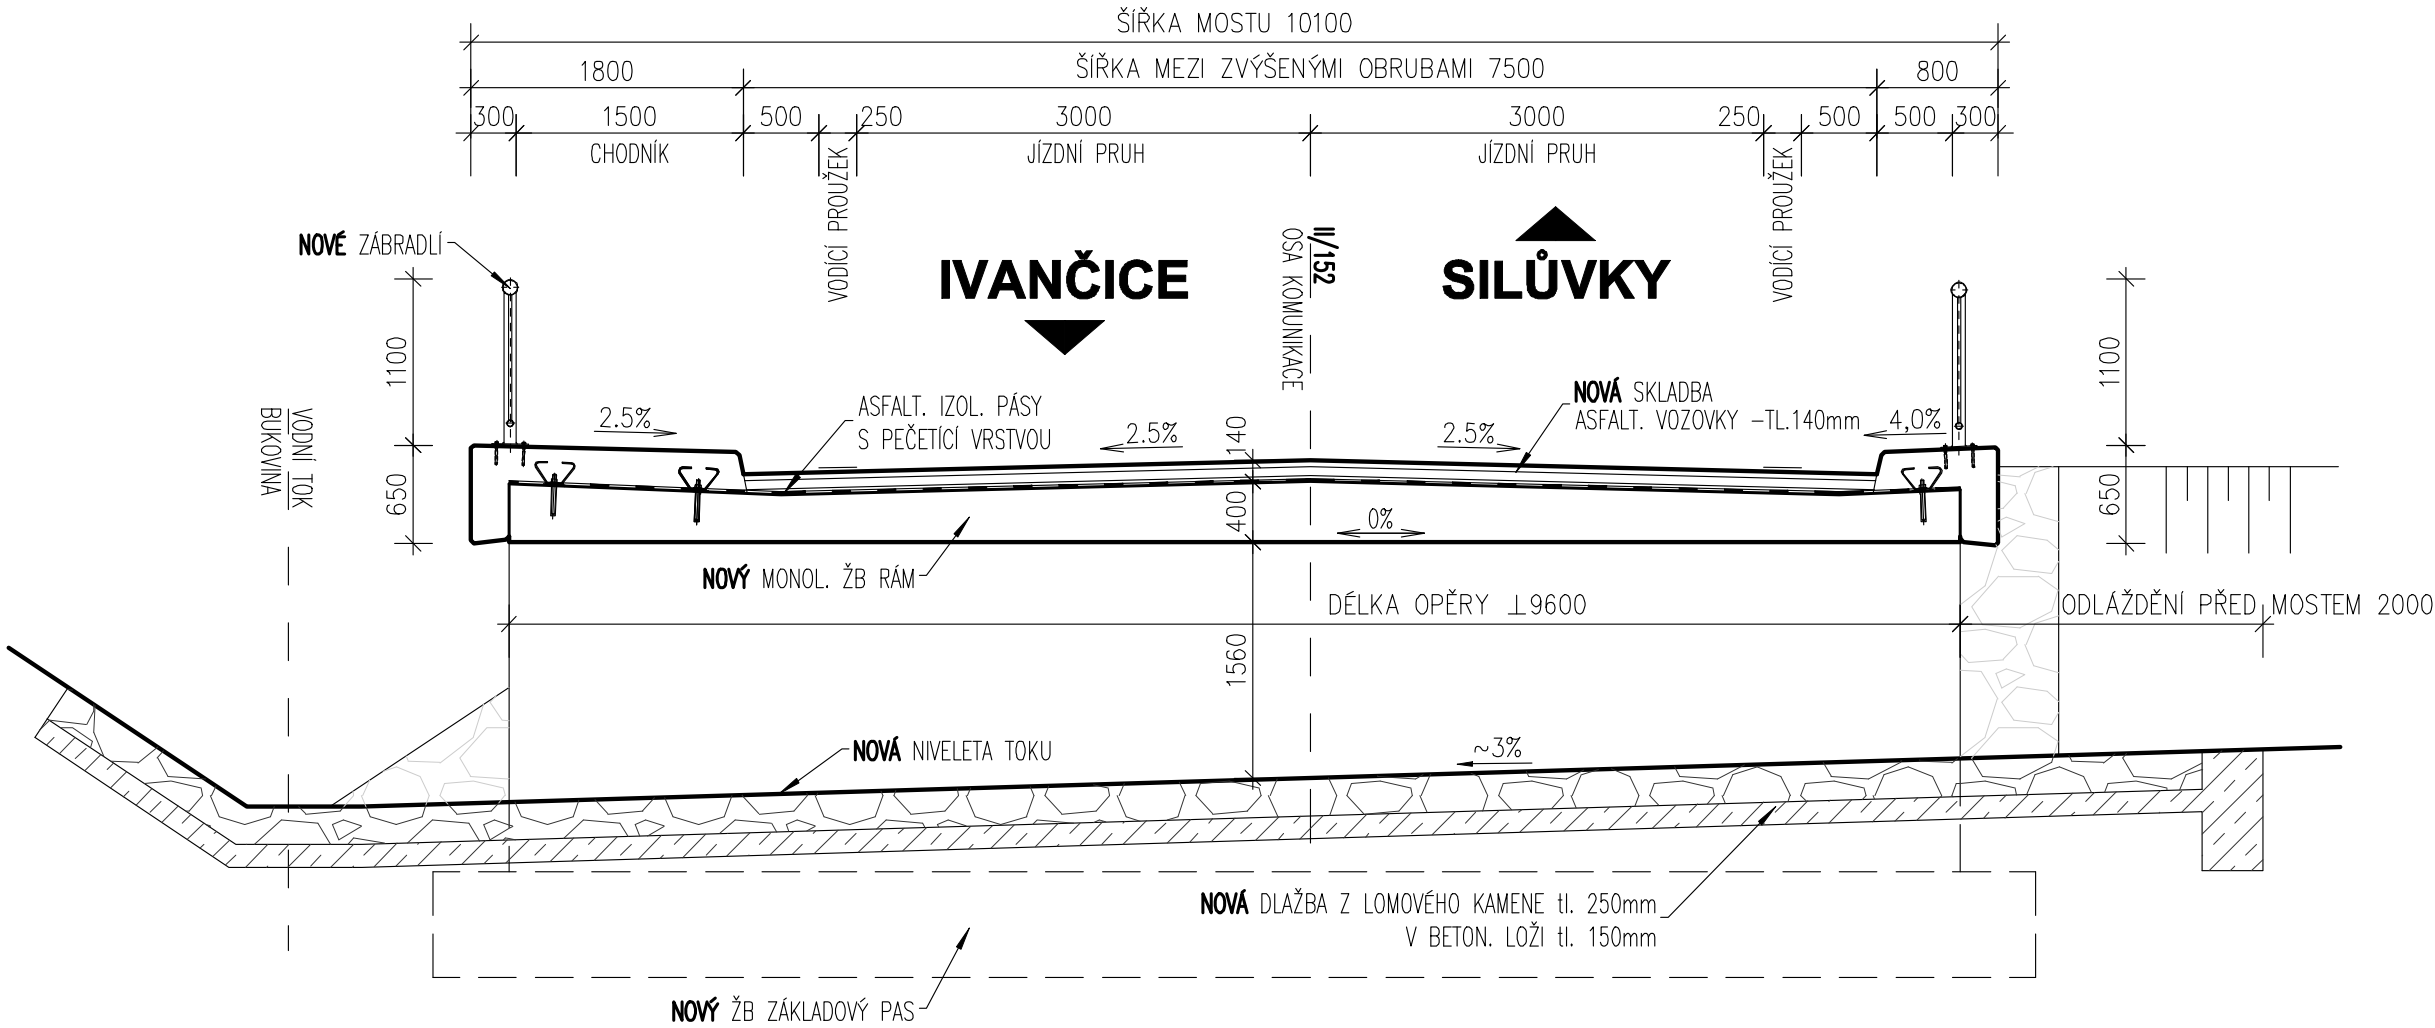 ŠÍŘKA MOSTU 10100
1800
ŠÍŘKA MEZI ZVÝŠENÝMI OBRUBAMI 7500
800
300
1500
500
250
3000
3000
250
500
500
300
CHODNÍK
VODÍCÍ PROUŽEK
JÍZDNÍ PRUH
JÍZDNÍ PRUH
VODÍCÍ PROUŽEK
NOVÉ ZÁBRADLÍ
IVANČICE
II/152
OSA KOMUNIKACE
SILŮVKY
1100
1100
VODNÍ TOK
BUKOVINA
2.5%
ASFALT. IZOL. PÁSY
S PEČETÍCÍ VRSTVOU
2.5%
140
2.5%
NOVÁ SKLADBA
ASFALT. VOZOVKY -TL.140mm
4,0%
650
400
0%
650
NOVÝ MONOL. ŽB RÁM
DÉLKA OPĚRY ⊥9600
ODLÁŽDĚNÍ PŘED MOSTEM 2000
1560
NOVÁ NIVELETA TOKU
~3%
NOVÁ DLAŽBA Z LOMOVÉHO KAMENE tl. 250mm
V BETON. LOŽI tl. 150mm
NOVÝ ŽB ZÁKLADOVÝ PAS